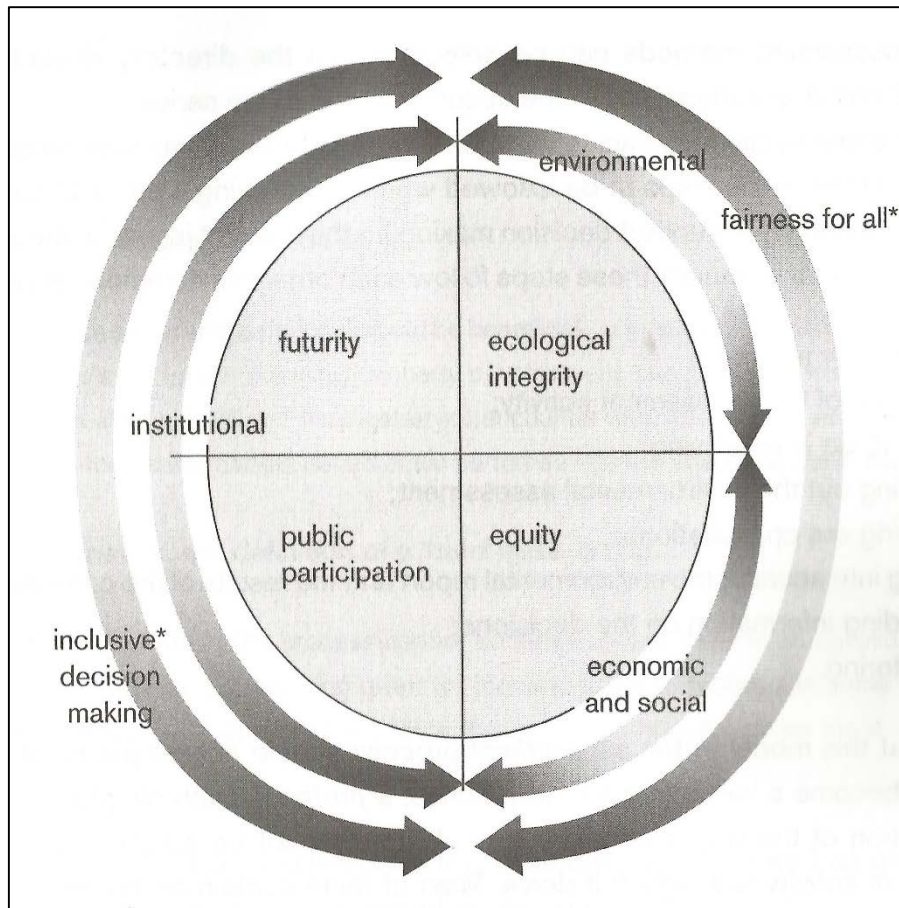 environmental
fairness for all*
futurity
ecological
integrity
institutional
public
participation
equity
inclusive*
decision
making
economic
and social